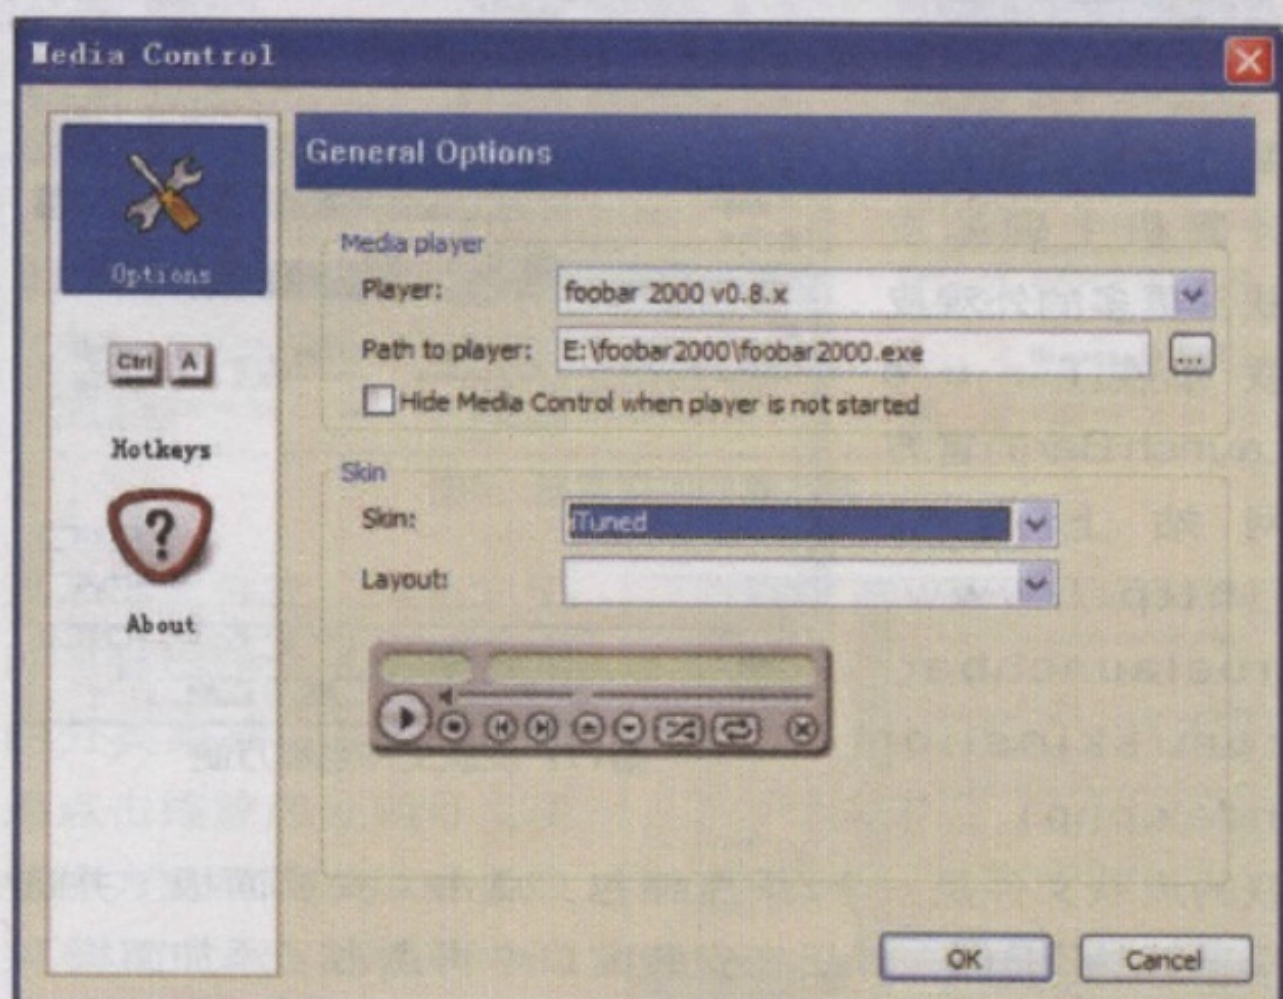 Media Control
General Options
Options
Media player
Player: foobar 2000 v0.8.x
Path to player: E:\foobar2000\foobar2000.exe ...
Hide Media Control when player is not started
Ctrl A
Hotkeys
Skin
Skin: iTuned
Layout:
?
About
OK Cancel